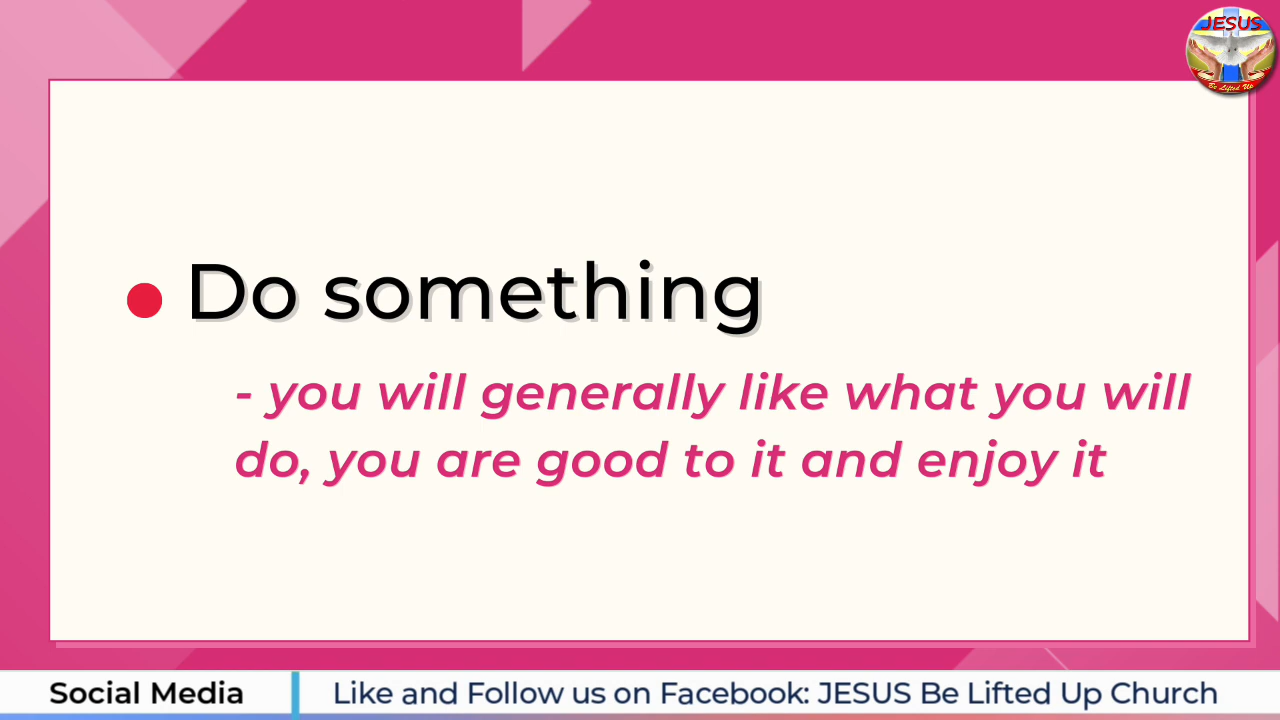 JESUS
Be Lifted Up
Do something
- you will generally like what you will
do, you are good to it and enjoy it
Social Media
Like and Follow us on Facebook: JESUS Be Lifted Up Church